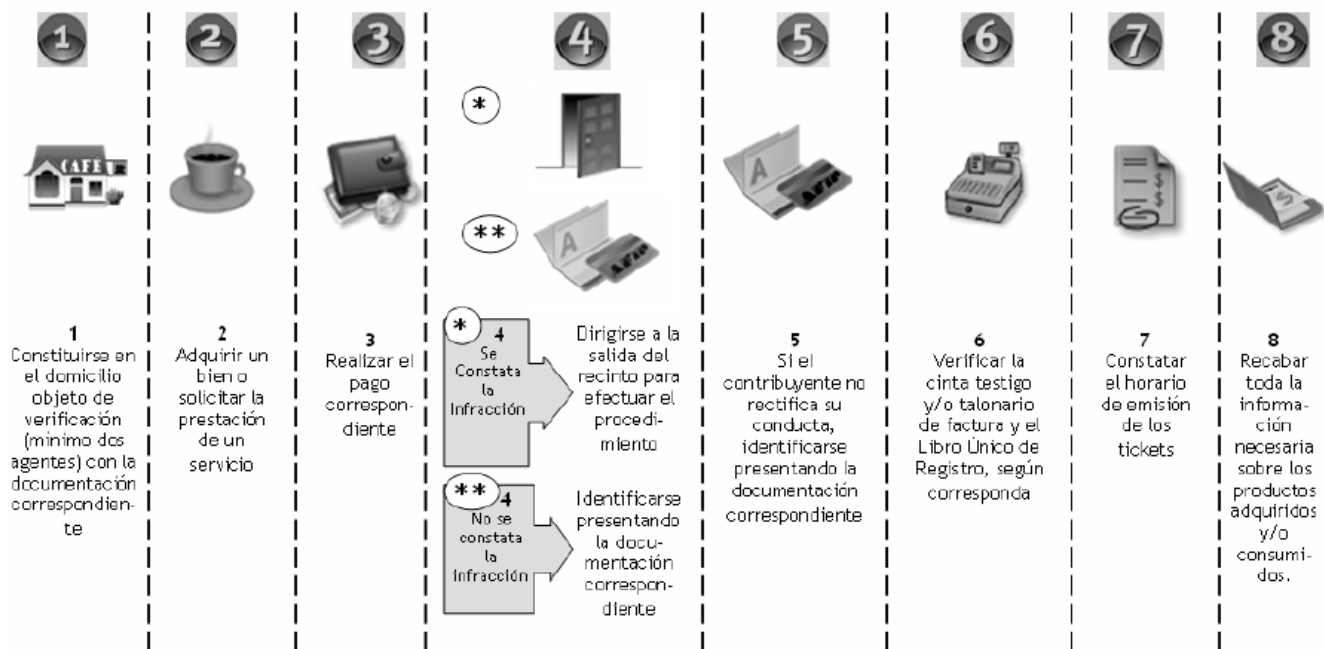 1
2
3
4
5
6
7
8
CAFE
*
**
A
A
AFIP
AFIP
1
Constituirse en
el domicilio
objeto de
verificación
(mínimo dos
agentes) con la
documentación
correspondien-
te
2
Adquirir un
bien o
solicitar la
prestación
de un
servicio
3
Realizar el
pago
correspon-
diente
*
4
Se
Constata
la
Infracción
Dirigirse a la
salida del
recinto para
efectuar el
procedi-
miento
**
4
No se
constata
la
Infracción
Identificarse
presentando
la docu-
mentación
correspon-
diente
5
Si el
contribuyente no
rectifica su
conducta,
identificarse
presentando la
documentación
correspondiente
6
Verificar la
cinta testigo
y/o talonario
de factura y el
Libro Único de
Registro, según
corresponda
7
Constatar
el horario
de emisión
de los
tickets
8
Recabar
toda la
informa-
ción
necesaria
sobre los
productos
adquiridos
y/o
consumi-
dos.